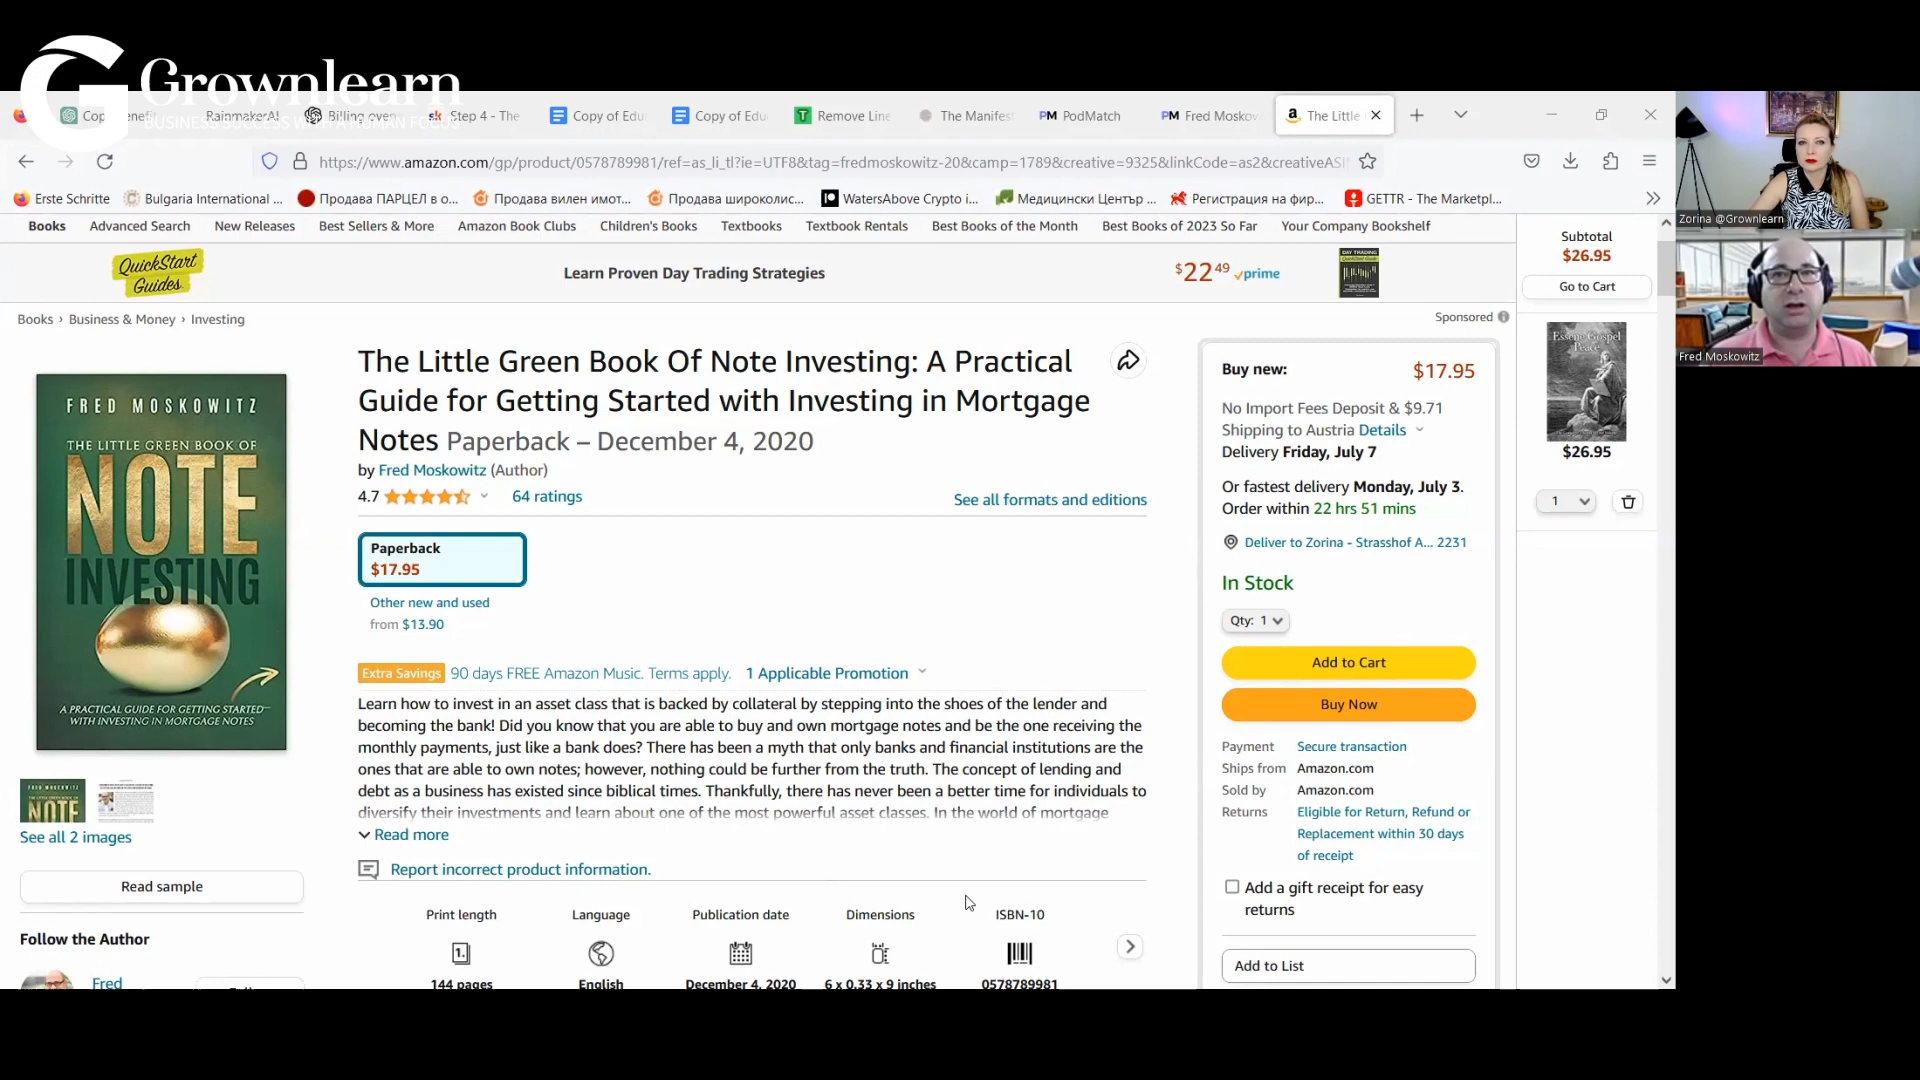 Grownlearn
BUSINESS SUCCESS WITH A HUMAN FOCUS
RainmakerAI
Billing over
Step 4 - The
Copy of Edu
Copy of Edu
Remove Line
The Manifes
PM PodMatch
PM Fred Moskov
The Little
https://www.amazon.com/gp/product/0578789981/ref=as_li_tl?ie=UTF8&tag=fredmoskowitz-20&camp=1789&creative=9325&linkCode=as2&creativeASI
Erste Schritte
Bulgaria International ...
Продава ПАРЦЕЛ в о...
Продава вилен имот...
Продава широколис...
WatersAbove Crypto i...
Медицински Център ...
Регистрация на фир...
GETTR - The Marketpl...
Books
Advanced Search
New Releases
Best Sellers & More
Amazon Book Clubs
Children's Books
Textbooks
Textbook Rentals
Best Books of the Month
Best Books of 2023 So Far
Your Company Bookshelf
QuickStart
Guides
Learn Proven Day Trading Strategies
$22 49 prime
DAY TRADING
Sponsored
Books › Business & Money › Investing
FRED MOSKOWITZ
THE LITTLE GREEN BOOK OF
NOTE
INVESTING
A PRACTICAL GUIDE FOR GETTING STARTED
WITH INVESTING IN MORTGAGE NOTES
See all 2 images
Read sample
Follow the Author
Fred
The Little Green Book Of Note Investing: A Practical
Guide for Getting Started with Investing in Mortgage
Notes Paperback – December 4, 2020
by Fred Moskowitz (Author)
4.7
64 ratings
See all formats and editions
Paperback
$17.95
Other new and used
from $13.90
Extra Savings 90 days FREE Amazon Music. Terms apply. 1 Applicable Promotion
Learn how to invest in an asset class that is backed by collateral by stepping into the shoes of the lender and
becoming the bank! Did you know that you are able to buy and own mortgage notes and be the one receiving the
monthly payments, just like a bank does? There has been a myth that only banks and financial institutions are the
ones that are able to own notes; however, nothing could be further from the truth. The concept of lending and
debt as a business has existed since biblical times. Thankfully, there has never been a better time for individuals to
diversify their investments and learn about one of the most powerful asset classes. In the world of mortgage
Read more
Report incorrect product information.
Print length
Language
Publication date
Dimensions
ISBN-10
144 pages
English
December 4, 2020
6 x 0.33 x 9 inches
0578789981
Buy new:
$17.95
No Import Fees Deposit & $9.71
Shipping to Austria Details
Delivery Friday, July 7
Or fastest delivery Monday, July 3.
Order within 22 hrs 51 mins
Deliver to Zorina - Strasshof A... 2231
In Stock
Qty: 1
Add to Cart
Buy Now
Payment Secure transaction
Ships from Amazon.com
Sold by Amazon.com
Returns Eligible for Return, Refund or
Replacement within 30 days
of receipt
Add a gift receipt for easy
returns
Add to List
Subtotal
$26.95
Go to Cart
Essene Gospel
Peace
$26.95
1
Zorina @Grownlearn
Fred Moskowitz